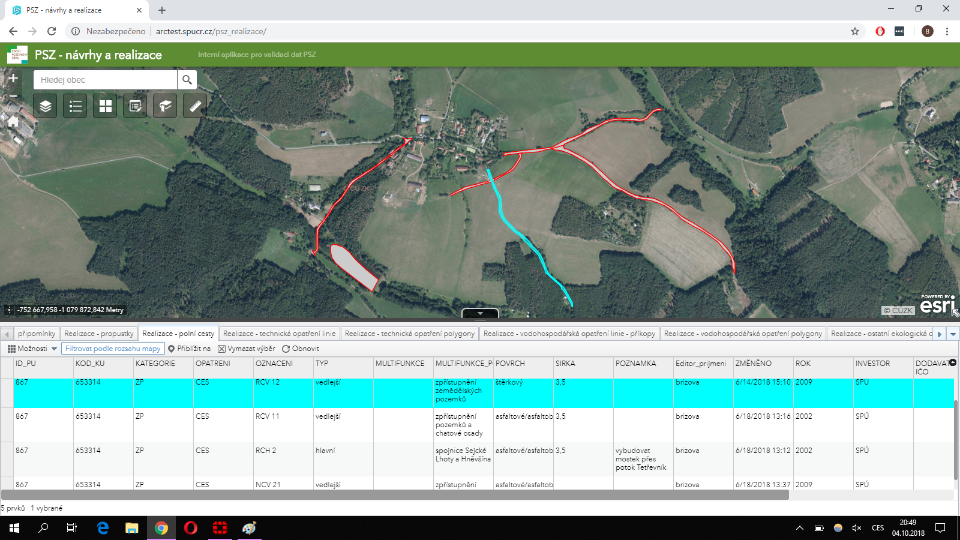 PSZ - návrhy a realizace
Nezabezpečeno | arctest.spucr.cz/psz_realizace/
B
PSZ - návrhy a realizace
Interní aplikace pro validaci dat PSZ
Hledej obec
© ČÚZK
-752 667,958 -1 079 872,842 Metry
POWERED BY
esri
© ČÚZK
připomínky
Realizace - propustky
Realizace - polní cesty
Realizace - technická opatření linie
Realizace - technická opatření polygony
Realizace - vodohospodářská opatření linie - příkopy
Realizace - vodohospodářská opatření polygony
Realizace - ostatní ekologická o
Možnosti
Filtrovat podle rozsahu mapy
Přiblížit na
Vymazat výběr
Obnovit
ID_PU KOD_KU KATEGORIE OPATRENI OZNACENI TYP MULTIFUNKCE MULTIFUNKCE_P POVRCH SIRKA POZNAMKA Editor_prijmeni ZMĚNĚNO ROK INVESTOR DODAVAT
IČO
867 653314 ZP CES RCV 12 vedlejší zpřístupnění štěrkový 3,5 brizova 6/14/2018 15:10 2009 SPÚ
zemědělských
pozemků
867 653314 ZP CES RCV 11 vedlejší zpřístupnění asfaltové/asfaltob 3,5 brizova 6/18/2018 13:16 2002 SPÚ
pozemků a
chatové osady
867 653314 ZP CES RCH 2 hlavní spojnice Sejcké asfaltové/asfaltob 3,5 vybudovat brizova 6/18/2018 13:12 2002 SPÚ
Lhoty a Hněvšína mostek přes
potok Tetřevník
867 653314 ZP CES NCV 21 vedlejší zpřístupnění asfaltové/asfaltob brizova 6/18/2018 13:37 2009 SPÚ
5 prvků 1 vybrané
CES
20:49
04.10.2018